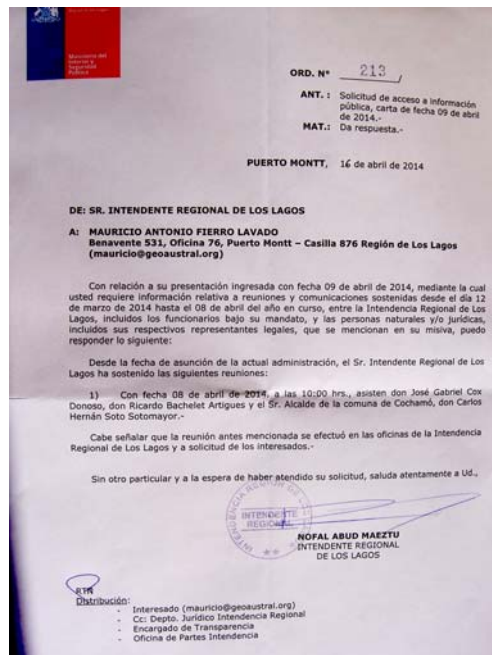 Ministerio del
Interior y
Seguridad
Pública
ORD. N° 213
ANT. : Solicitud de acceso a información
pública, carta de fecha 09 de abril
de 2014.-
MAT.: Da respuesta.-
PUERTO MONTT, 16 de abril de 2014
DE: SR. INTENDENTE REGIONAL DE LOS LAGOS
A: MAURICIO ANTONIO FIERRO LAVADO
Benavente 531, Oficina 76, Puerto Montt – Casilla 876 Región de Los Lagos
(mauricio@geoaustral.org)
Con relación a su presentación ingresada con fecha 09 de abril de 2014, mediante la cual
usted requiere información relativa a reuniones y comunicaciones sostenidas desde el día 12
de marzo de 2014 hasta el 08 de abril del año en curso, entre la Intendencia Regional de Los
Lagos, incluidos los funcionarios bajo su mandato, y las personas naturales y/o jurídicas,
incluidos sus respectivos representantes legales, que se mencionan en su misiva, puedo
responder lo siguiente:
Desde la fecha de asunción de la actual administración, el Sr. Intendente Regional de Los
Lagos ha sostenido las siguientes reuniones:
1) Con fecha 08 de abril de 2014, a las 10:00 hrs., asisten don José Gabriel Cox
Donoso, don Ricardo Bachelet Artigues y el Sr. Alcalde de la comuna de Cochamó, don Carlos
Hernán Soto Sotomayor.-
Cabe señalar que la reunión antes mencionada se efectuó en las oficinas de la Intendencia
Regional de Los Lagos y a solicitud de los interesados.-
Sin otro particular y a la espera de haber atendido su solicitud, saluda atentamente a Ud.,
INTENDENCIA REGION DE LOS
INTENDENTE
REGIONAL
NOFAL ABUD MAEZTU
INTENDENTE REGIONAL
DE LOS LAGOS
RTN
Distribución:
- Interesado (mauricio@geoaustral.org)
- Cc: Depto. Jurídico Intendencia Regional
- Encargado de Transparencia
- Oficina de Partes Intendencia